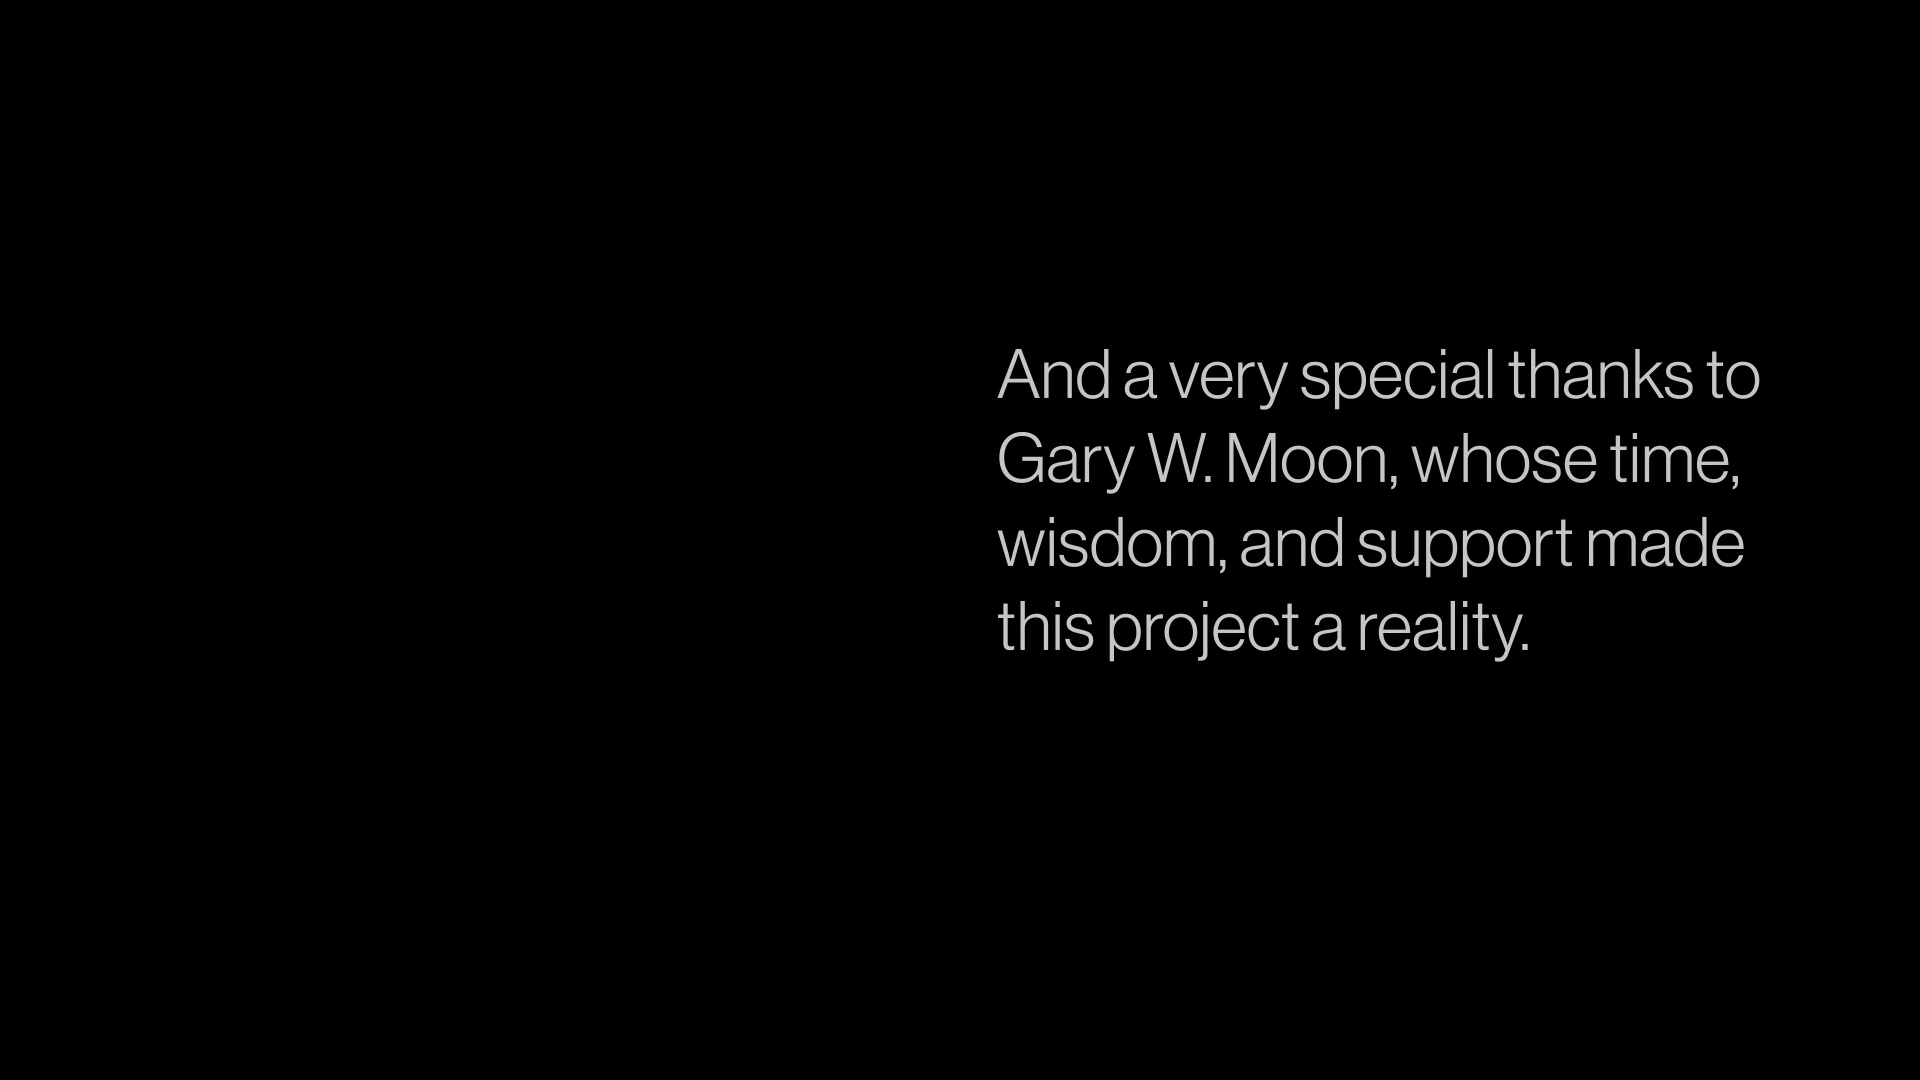 And a very special thanks to
Gary W. Moon, whose time,
wisdom, and support made
this project a reality.